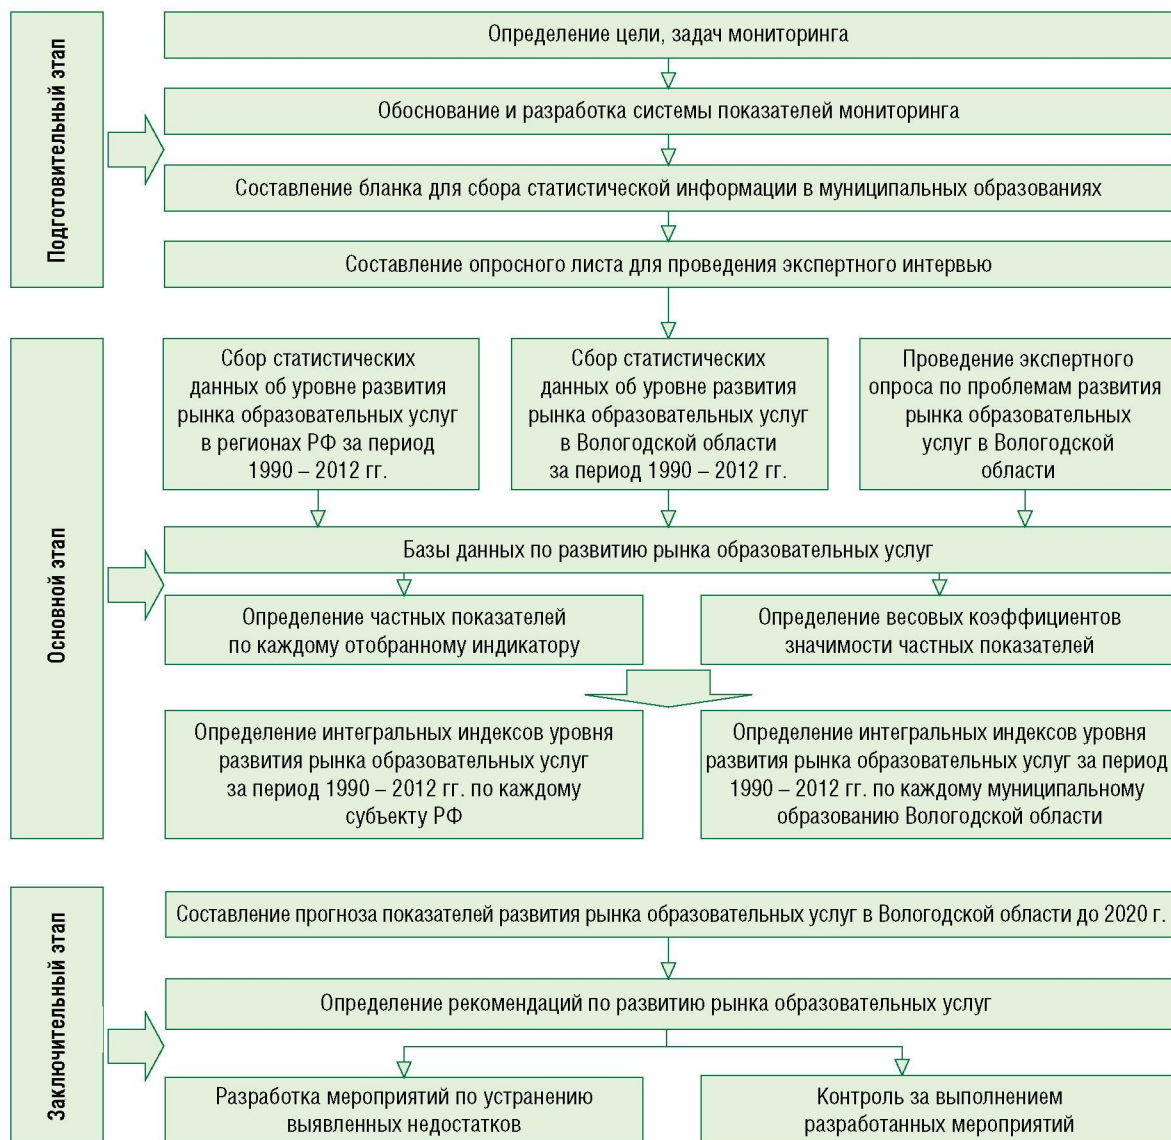 Подготовительный этап
Определение цели, задач мониторинга
Обоснование и разработка системы показателей мониторинга
Составление бланка для сбора статистической информации в муниципальных образованиях
Составление опросного листа для проведения экспертного интервью
Основной этап
Сбор статистических
данных об уровне развития
рынка образовательных услуг
в регионах РФ за период
1990 – 2012 гг.
Сбор статистических
данных об уровне развития
рынка образовательных услуг
в Вологодской области
за период 1990 – 2012 гг.
Проведение экспертного
опроса по проблемам развития
рынка образовательных
услуг в Вологодской
области
Базы данных по развитию рынка образовательных услуг
Определение частных показателей
по каждому отобранному индикатору
Определение весовых коэффициентов
значимости частных показателей
Определение интегральных индексов уровня
развития рынка образовательных услуг
за период 1990 – 2012 гг. по каждому
субъекту РФ
Определение интегральных индексов уровня
развития рынка образовательных услуг за период
1990 – 2012 гг. по каждому муниципальному
образованию Вологодской области
Заключительный этап
Составление прогноза показателей развития рынка образовательных услуг в Вологодской области до 2020 г.
Определение рекомендаций по развитию рынка образовательных услуг
Разработка мероприятий по устранению
выявленных недостатков
Контроль за выполнением
разработанных мероприятий